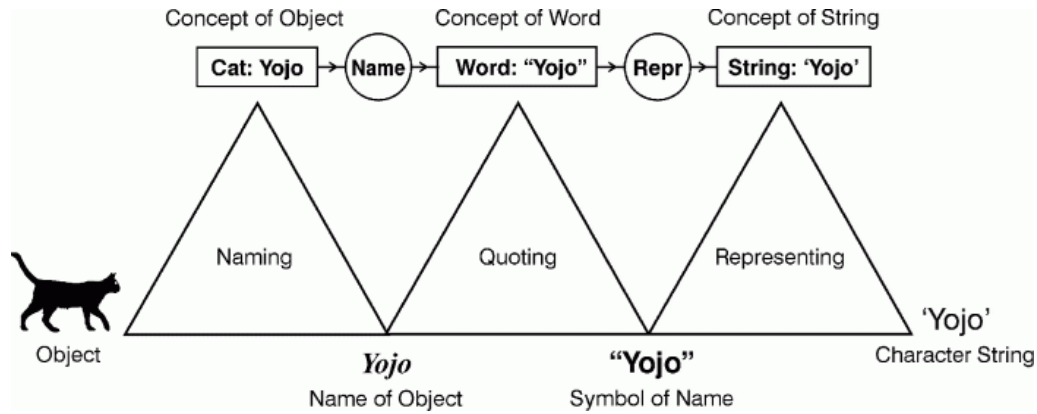 Concept of Object Concept of Word Concept of String
Cat: Yojo Name Word: “Yojo” Repr String: ‘Yojo’
Naming Quoting Representing
‘Yojo’
Object Character String
Yojo “Yojo”
Name of Object Symbol of Name